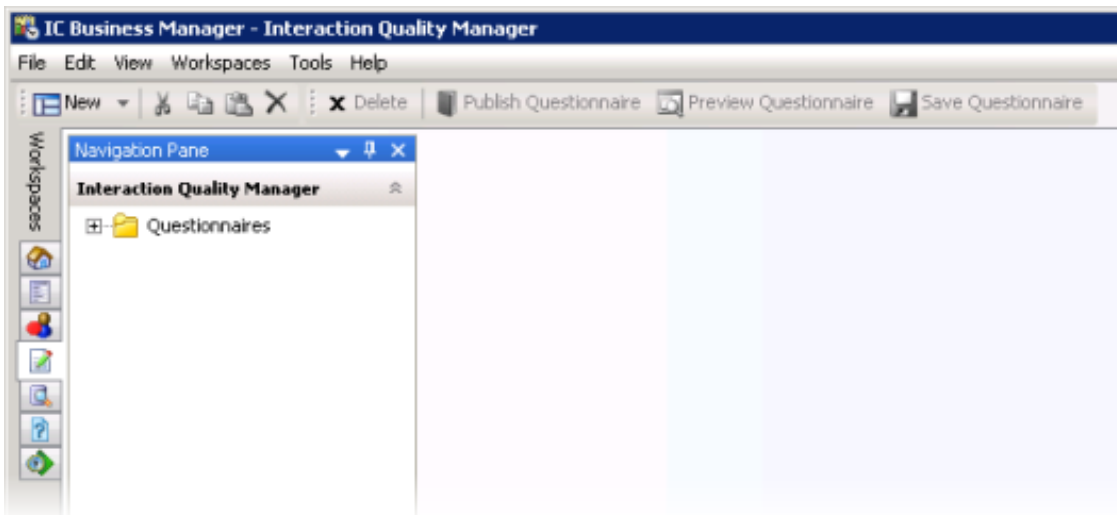 IC Business Manager - Interaction Quality Manager
File Edit View Workspaces Tools Help
New Delete Publish Questionnaire Preview Questionnaire Save Questionnaire
Workspaces
Navigation Pane
Interaction Quality Manager
Questionnaires